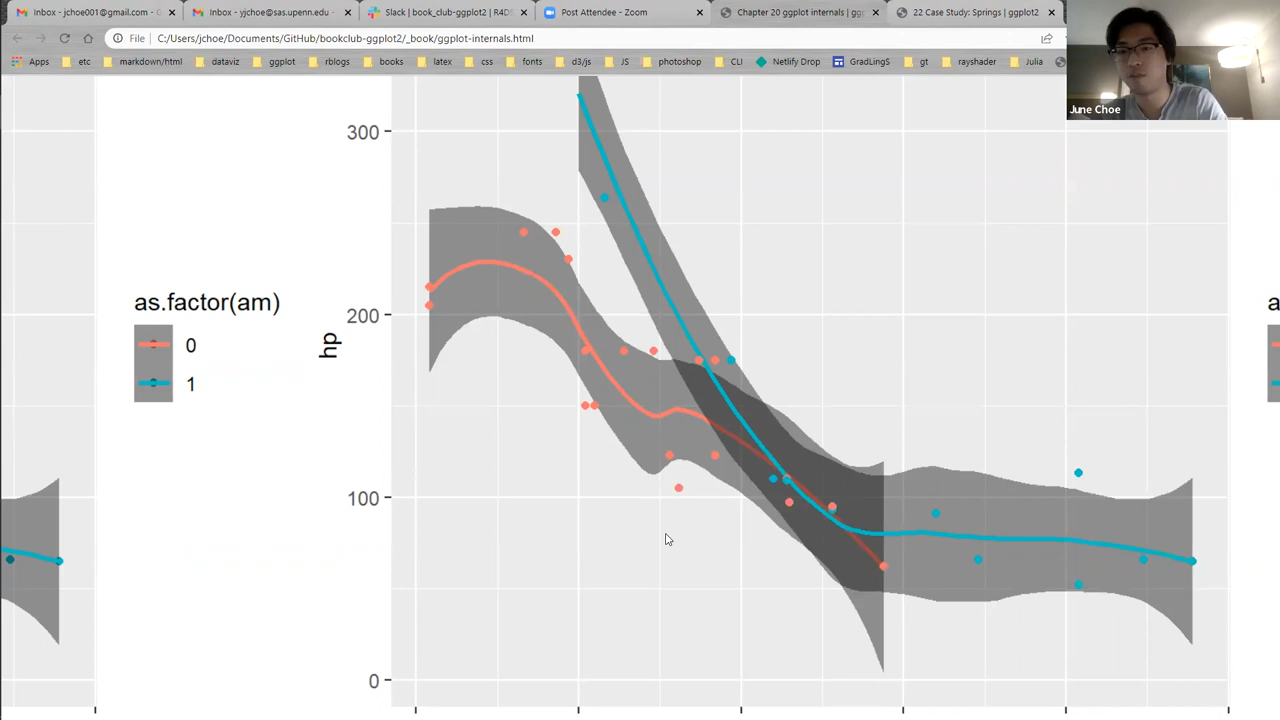 Inbox - jchoe001@gmail.com -
Inbox - yjchoe@sas.upenn.edu -
Slack | book_club-ggplot2 | R4DS
Post Attendee - Zoom
Chapter 20 ggplot internals | ggp
22 Case Study: Springs | ggplot2
File
C:/Users/jchoe/Documents/GitHub/bookclub-ggplot2/_book/ggplot-internals.html
Apps
etc
markdown/html
dataviz
ggplot
rblogs
books
latex
css
fonts
d3/js
JS
photoshop
CLI
Netlify Drop
GradLingS
gt
rayshader
Julia
June Choe
300
200
100
0
hp
as.factor(am)
0
1